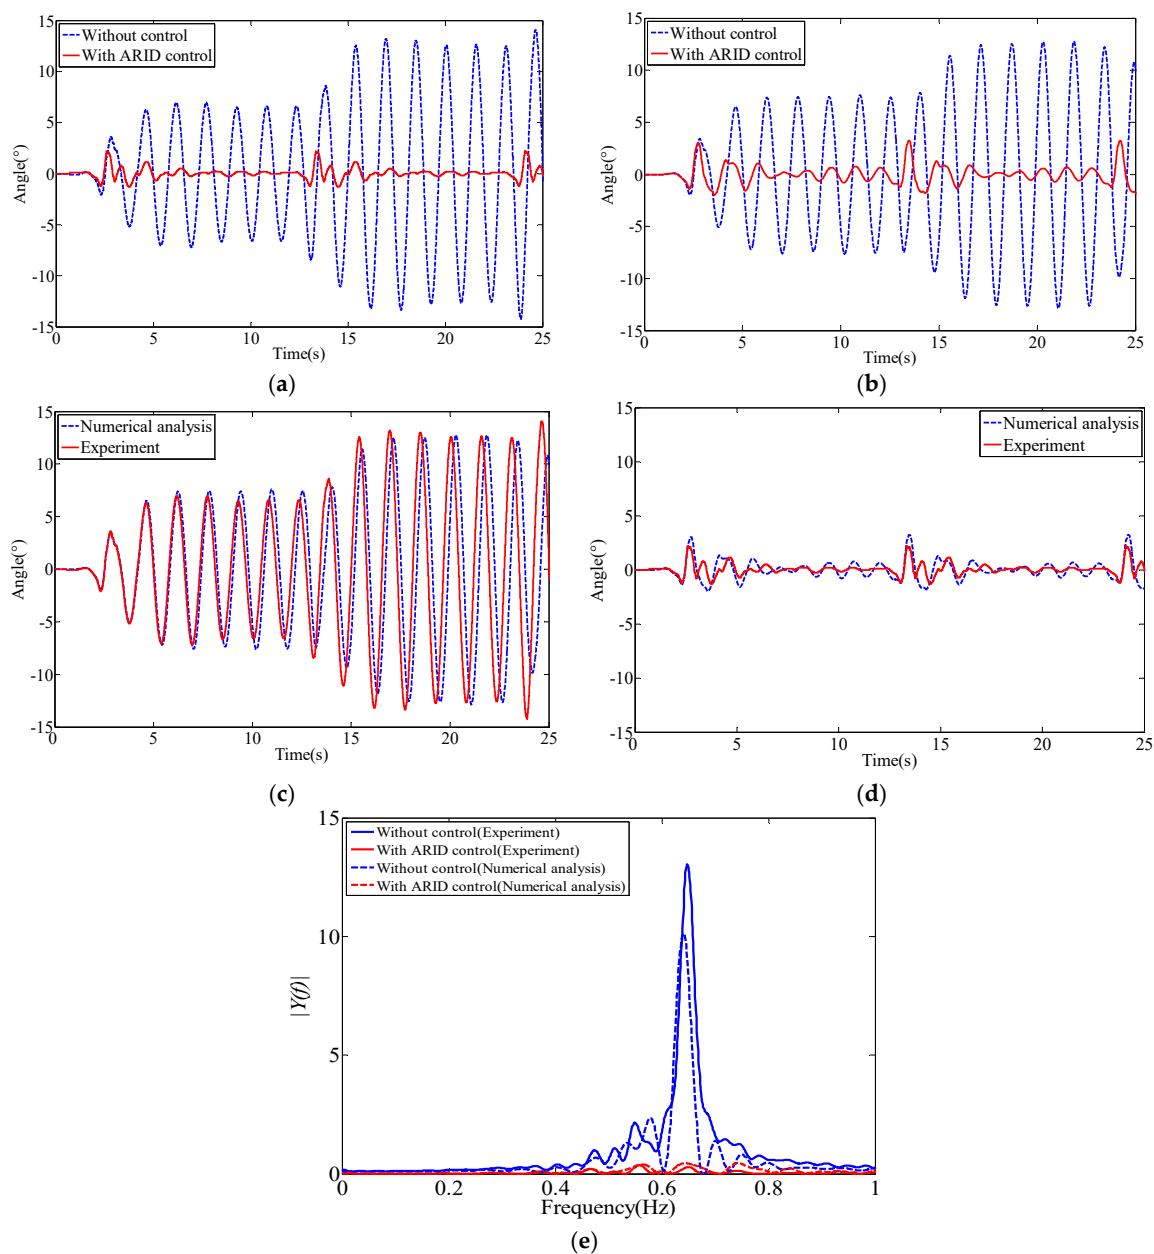 15
10
5
0
-5
-10
-15
Angle(°)
Without control
With ARID control
0 5 10 15 20 25
Time(s)
(a)
15
10
5
0
-5
-10
-15
Angle(°)
Without control
With ARID control
0 5 10 15 20 25
Time(s)
(b)
15
10
5
0
-5
-10
-15
Angle(°)
Numerical analysis
Experiment
0 5 10 15 20 25
Time(s)
(c)
15
10
5
0
-5
-10
-15
Angle(°)
Numerical analysis
Experiment
0 5 10 15 20 25
Time(s)
(d)
15
10
5
0
|Y(f)|
Without control(Experiment)
With ARID control(Experiment)
Without control(Numerical analysis)
With ARID control(Numerical analysis)
0 0.2 0.4 0.6 0.8 1
Frequency(Hz)
(e)